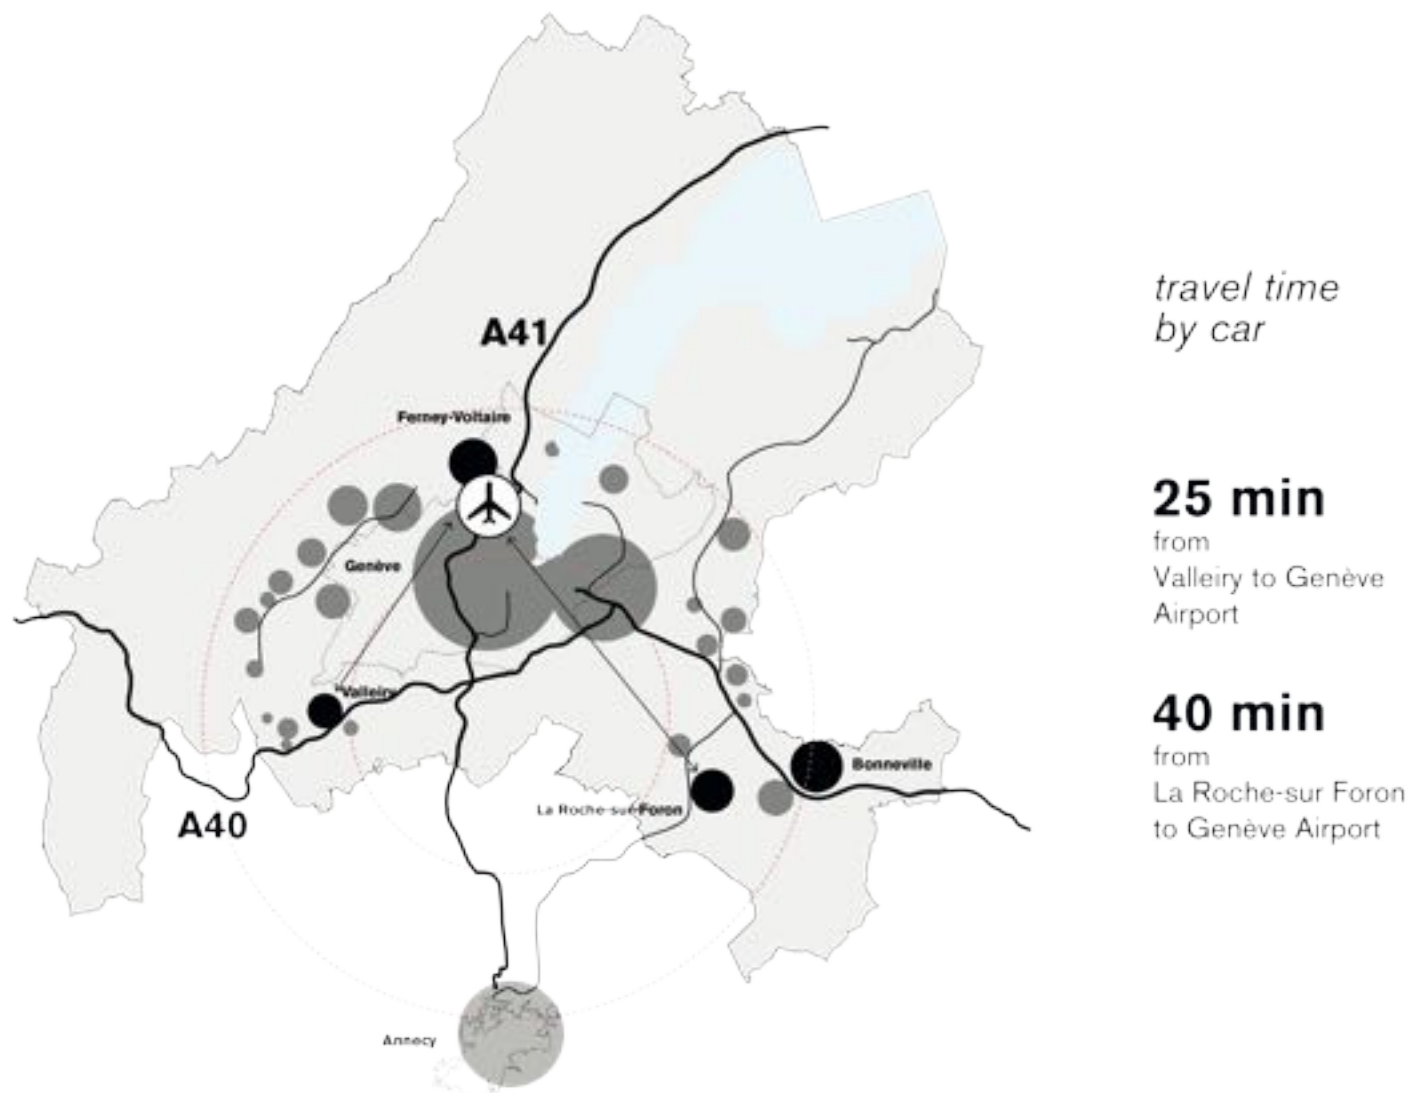 A41
Ferney-Voltaire
Genève
Valleiry
A40
La Roche-sur-Foron
Bonneville
Annecy
travel time
by car
25 min
from
Valleiry to Genève
Airport
40 min
from
La Roche-sur Foron
to Genève Airport